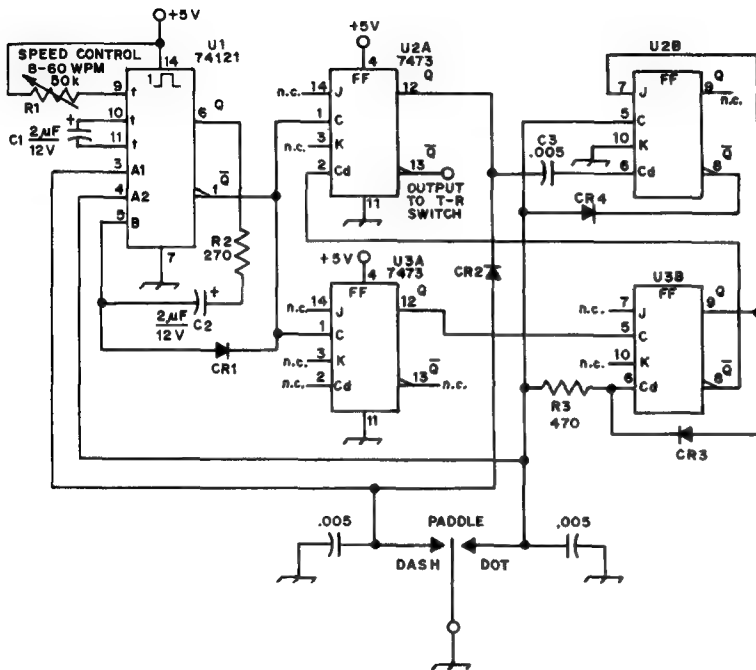 +5V
SPEED CONTROL
8-60 WPM
50k
R1
C1
2µF
12V
U1
74121
14
1
9
t
10
t
11
t
3
A1
4
A2
5
B
6
Q
1
Q̅
7
R2
270
2µF
12V
C2
CR1
+5V
U2A
7473
4
FF
n.c.
14
J
1
C
n.c.
3
K
2
Cd
12
Q
13
Q̅
11
OUTPUT
TO T-R
SWITCH
+5V
U3A
7473
4
FF
n.c.
14
J
1
C
n.c.
3
K
n.c.
2
Cd
12
Q
13
Q̅
n.c.
11
CR2
C3
.005
U2B
FF
7
J
5
C
10
K
6
Cd
9
Q
n.c.
8
Q̅
CR4
U3B
FF
n.c.
7
J
5
C
n.c.
10
K
6
Cd
9
Q
8
Q̅
R3
470
CR3
.005
PADDLE
.005
DASH
DOT